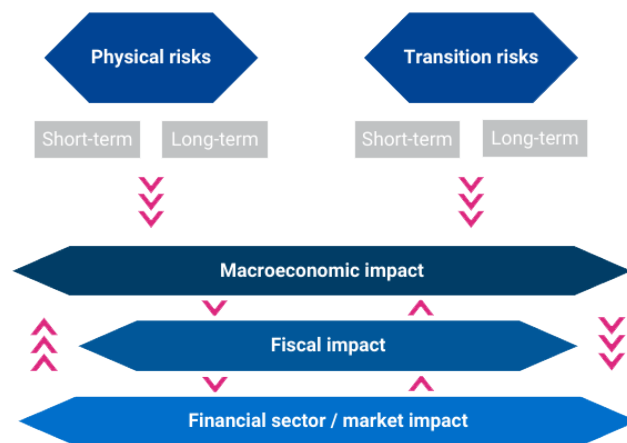 Physical risks
Transition risks
Short-term
Long-term
Short-term
Long-term
Macroeconomic impact
Fiscal impact
Financial sector / market impact